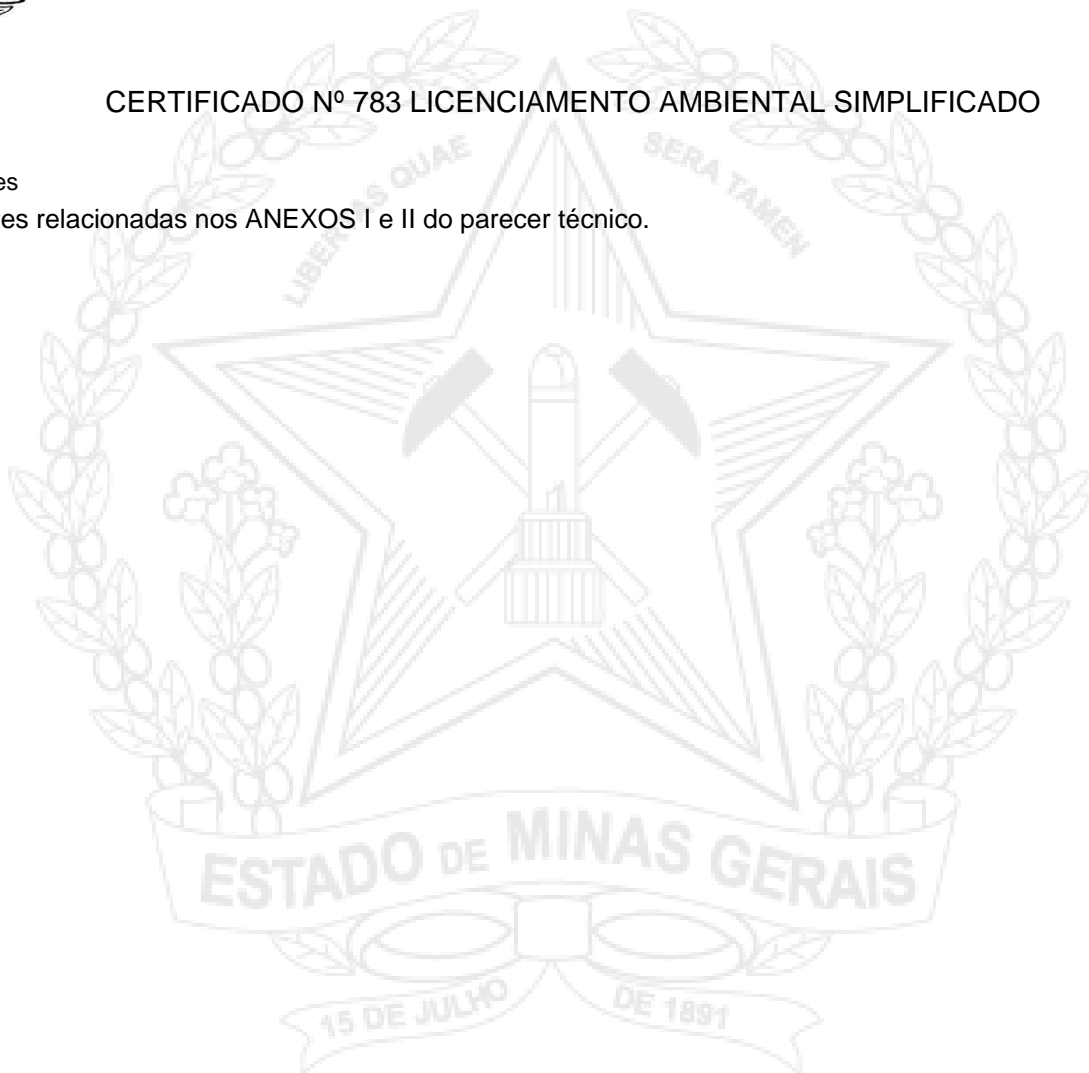 CERTIFICADO Nº 783 LICENCIAMENTO AMBIENTAL SIMPLIFICADO
es
es relacionadas nos ANEXOS I e II do parecer técnico.
LIBERTAS QUAE SERA TAMEN
ESTADO DE MINAS GERAIS
15 DE JULHO DE 1891